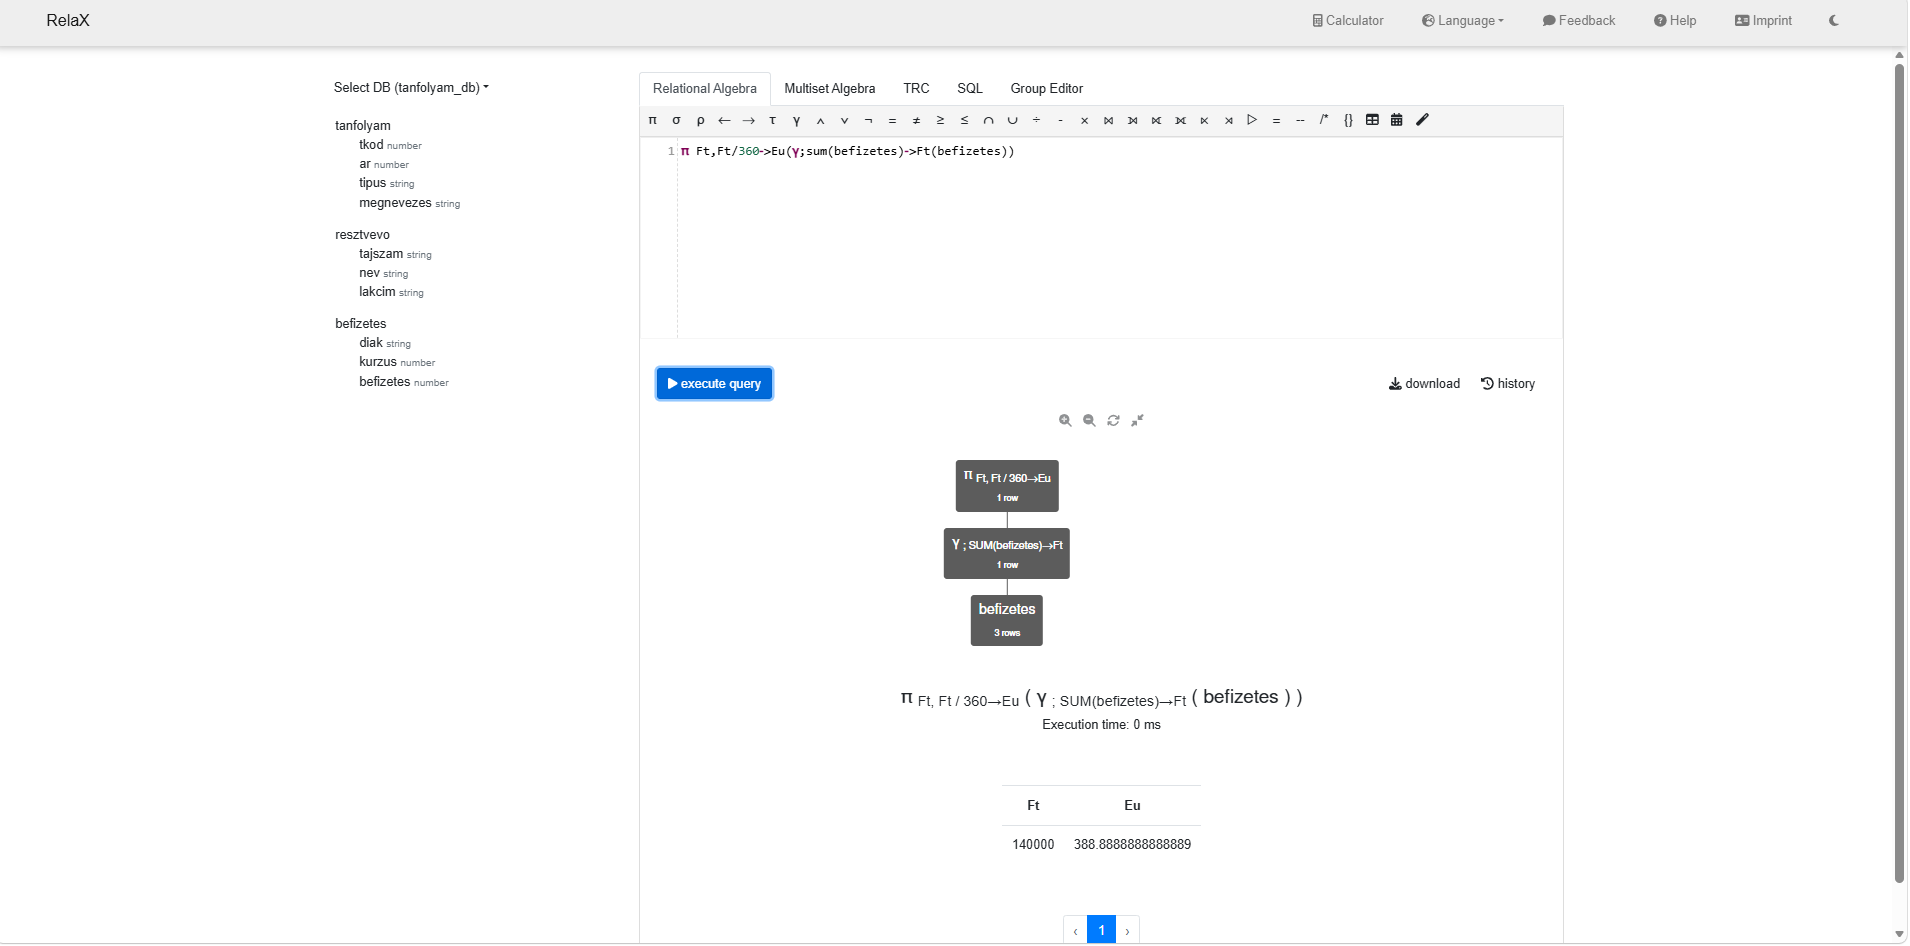 RelaX
Calculator Language Feedback Help Imprint
Select DB (tanfolyam_db)
tanfolyam
tkod number
ar number
tipus string
megnevezes string
resztvevo
tajszam string
nev string
lakcim string
befizetes
diak string
kurzus number
befizetes number
Relational Algebra Multiset Algebra TRC SQL Group Editor
π σ ρ ← → τ γ ∧ ∨ ¬ = ≠ ≥ ≤ ∩ ∪ ÷ - × ⨝ ⟕ ⟖ ⟗ ⋉ ⋊ ▷ = -- /* {}
1 π Ft,Ft/360->Eu(γ;sum(befizetes)->Ft(befizetes))
execute query
download history
π Ft, Ft / 360→Eu
1 row
γ ; SUM(befizetes)→Ft
1 row
befizetes
3 rows
π Ft, Ft / 360→Eu ( γ ; SUM(befizetes)→Ft ( befizetes ) )
Execution time: 0 ms
Ft Eu
140000 388.8888888888889
‹ 1 ›